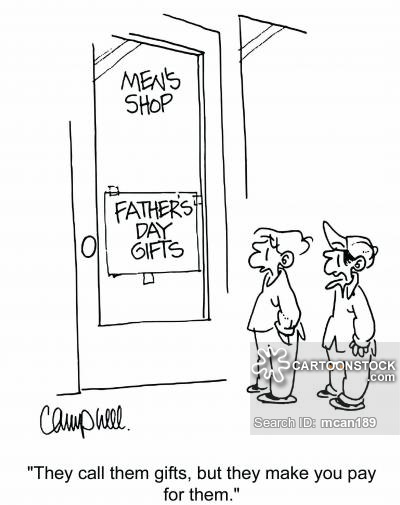 MEN'S
SHOP
FATHER'S
DAY
GIFTS
CARTOONSTOCK
.com
Search ID: mcan189
Campbell.
"They call them gifts, but they make you pay
for them."